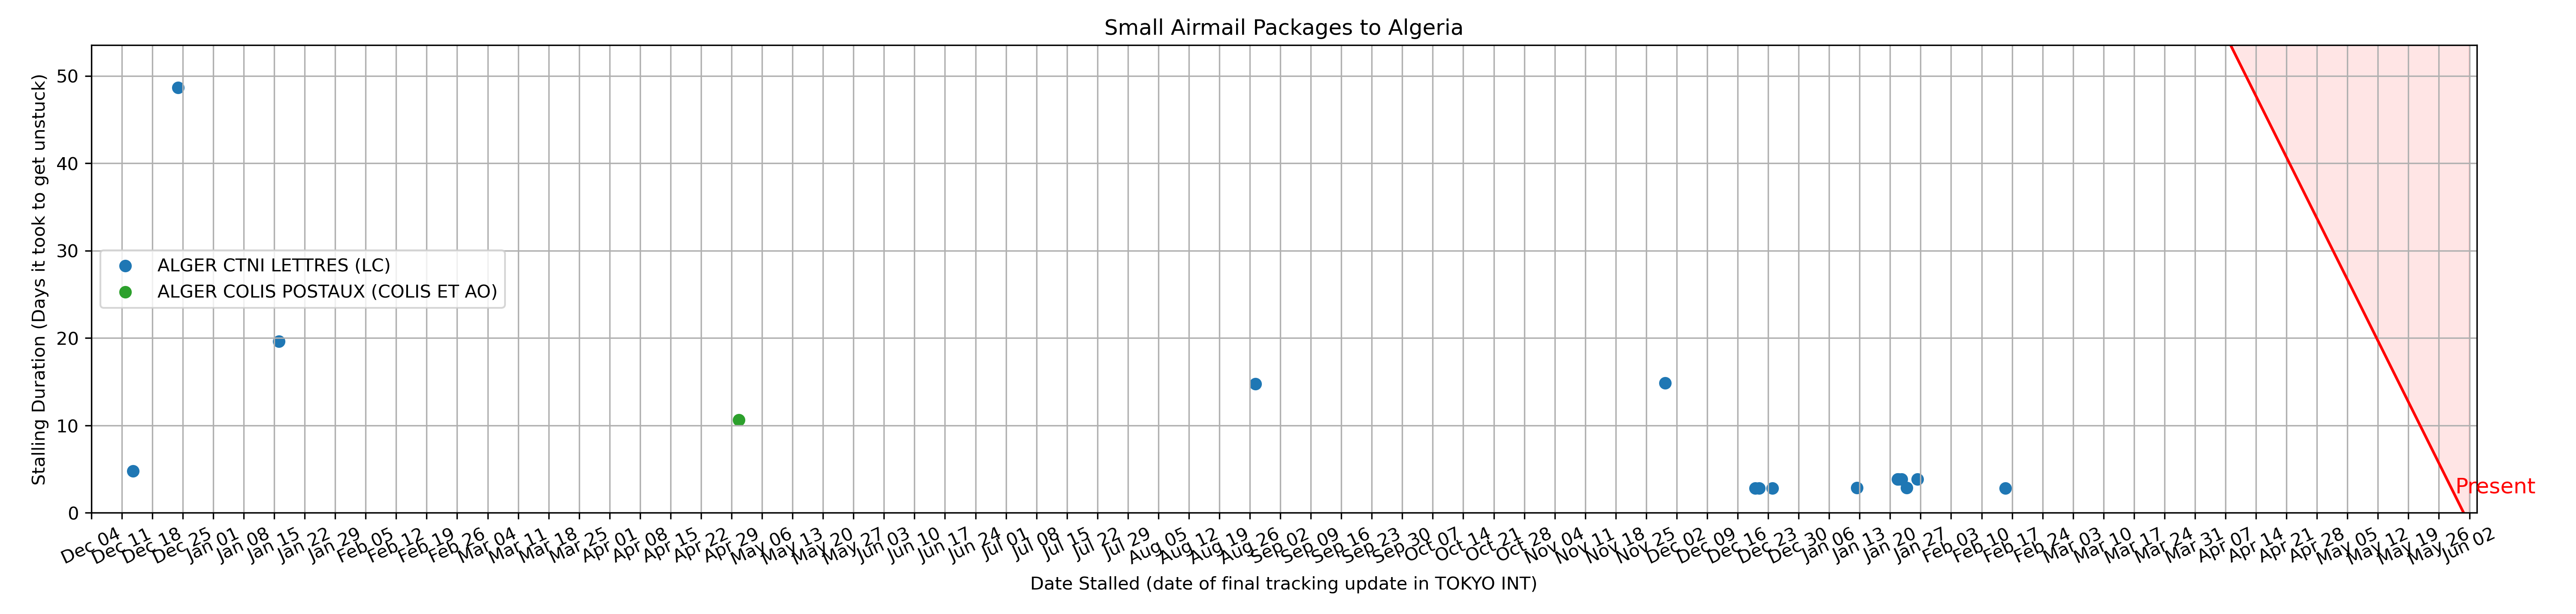 Small Airmail Packages to Algeria
Stalling Duration (Days it took to get unstuck)
50
40
30
20
10
0
ALGER CTNI LETTRES (LC)
ALGER COLIS POSTAUX (COLIS ET AO)
Present
Dec 04 Dec 11 Dec 18 Dec 25 Jan 01 Jan 08 Jan 15 Jan 22 Jan 29 Feb 05 Feb 12 Feb 19 Feb 26 Mar 04 Mar 11 Mar 18 Mar 25 Apr 01 Apr 08 Apr 15 Apr 22 Apr 29 May 06 May 13 May 20 May 27 Jun 03 Jun 10 Jun 17 Jun 24 Jul 01 Jul 08 Jul 15 Jul 22 Jul 29 Aug 05 Aug 12 Aug 19 Aug 26 Sep 02 Sep 09 Sep 16 Sep 23 Sep 30 Oct 07 Oct 14 Oct 21 Oct 28 Nov 04 Nov 11 Nov 18 Nov 25 Dec 02 Dec 09 Dec 16 Dec 23 Dec 30 Jan 06 Jan 13 Jan 20 Jan 27 Feb 03 Feb 10 Feb 17 Feb 24 Mar 03 Mar 10 Mar 17 Mar 24 Mar 31 Apr 07 Apr 14 Apr 21 Apr 28 May 05 May 12 May 19 May 26 Jun 02
Date Stalled (date of final tracking update in TOKYO INT)